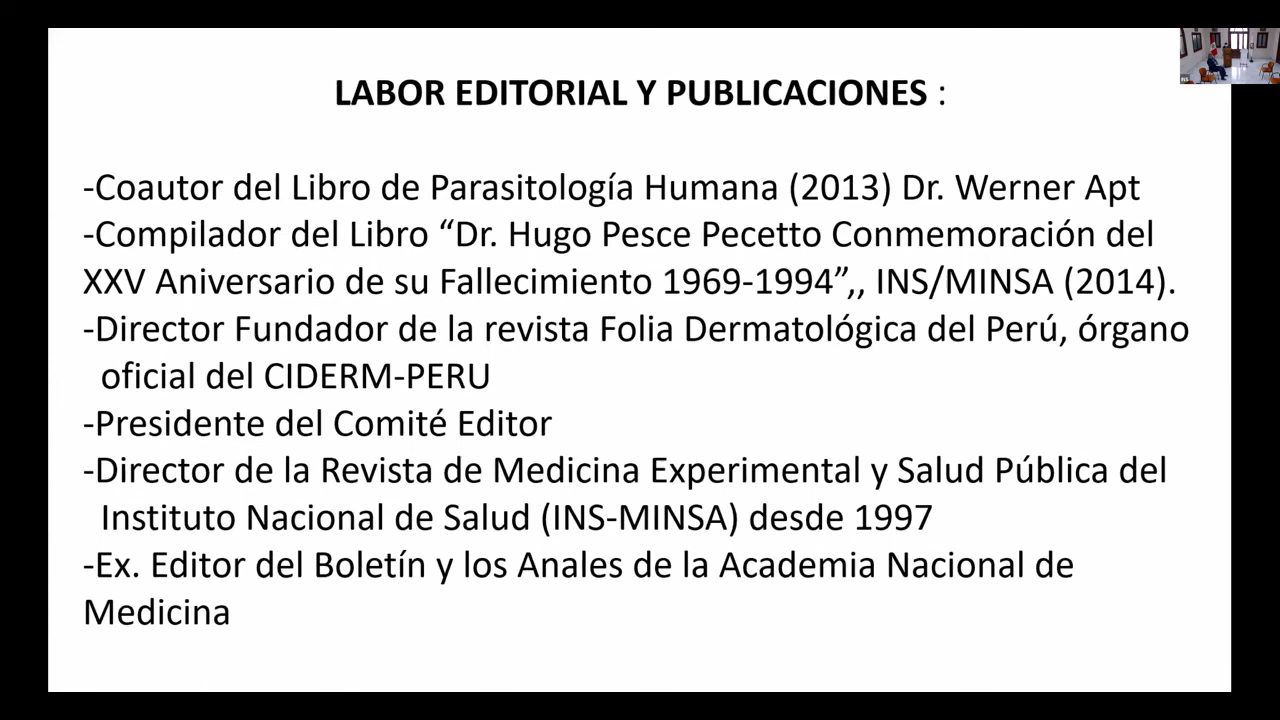 LABOR EDITORIAL Y PUBLICACIONES :
-Coautor del Libro de Parasitología Humana (2013) Dr. Werner Apt
-Compilador del Libro “Dr. Hugo Pesce Pecetto Conmemoración del
XXV Aniversario de su Fallecimiento 1969-1994”,, INS/MINSA (2014).
-Director Fundador de la revista Folia Dermatológica del Perú, órgano
oficial del CIDERM-PERU
-Presidente del Comité Editor
-Director de la Revista de Medicina Experimental y Salud Pública del
Instituto Nacional de Salud (INS-MINSA) desde 1997
-Ex. Editor del Boletín y los Anales de la Academia Nacional de
Medicina